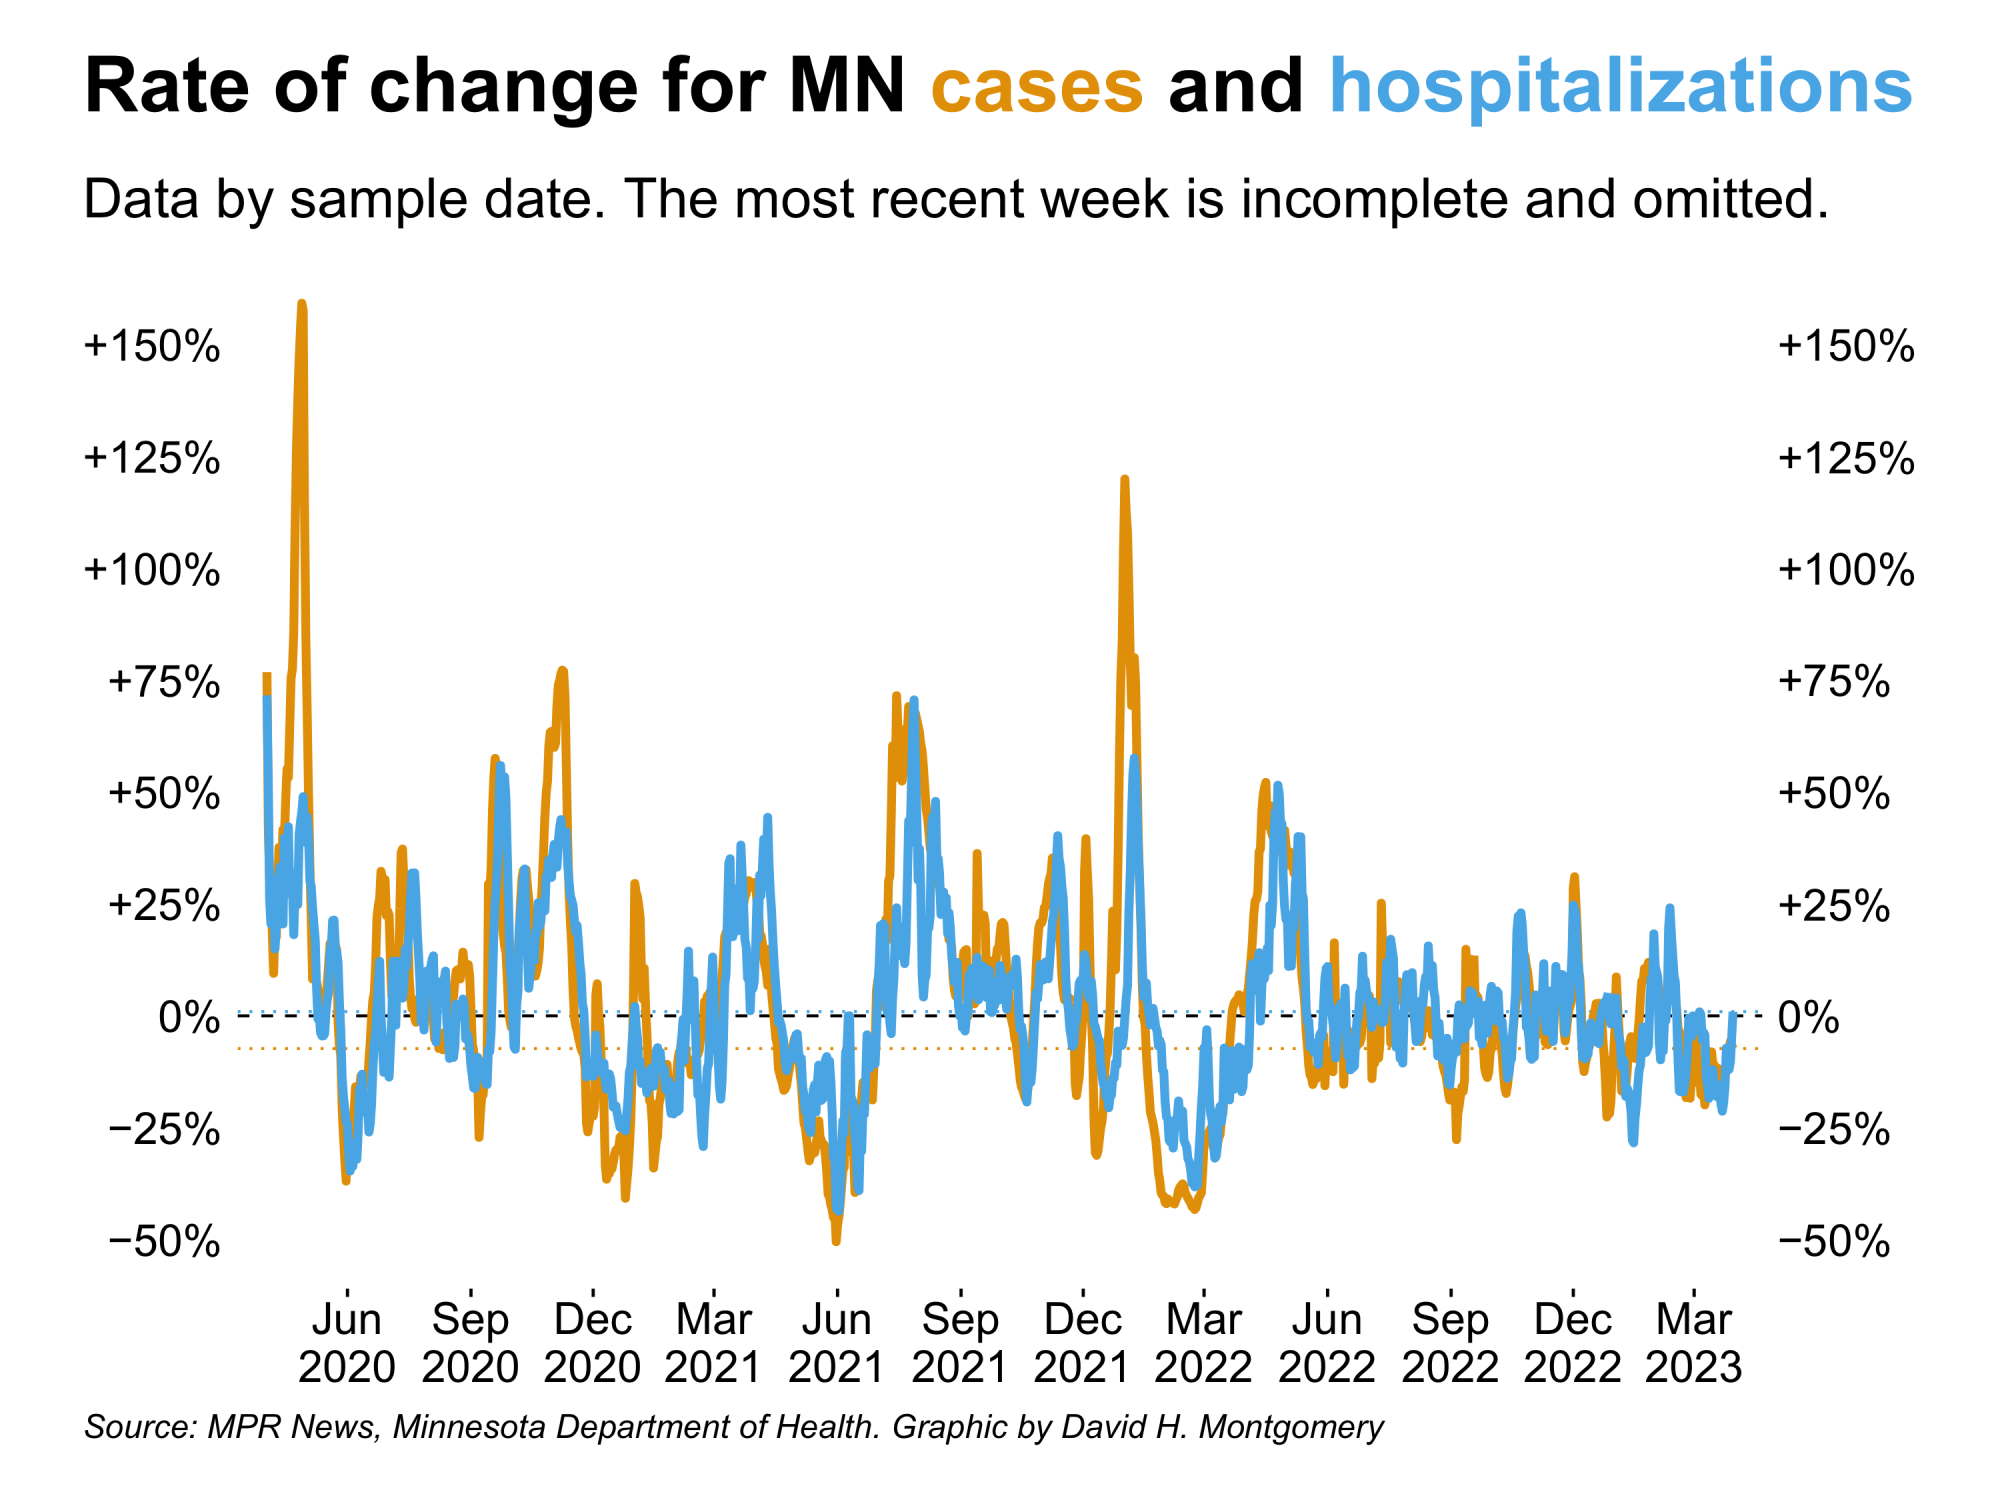 Rate of change for MN cases and hospitalizations
Data by sample date. The most recent week is incomplete and omitted.
+150% +150%
+125% +125%
+100% +100%
+75% +75%
+50% +50%
+25% +25%
0% 0%
−25% −25%
−50% −50%
Jun Sep Dec Mar Jun Sep Dec Mar Jun Sep Dec Mar
2020 2020 2020 2021 2021 2021 2021 2022 2022 2022 2022 2023
Source: MPR News, Minnesota Department of Health. Graphic by David H. Montgomery